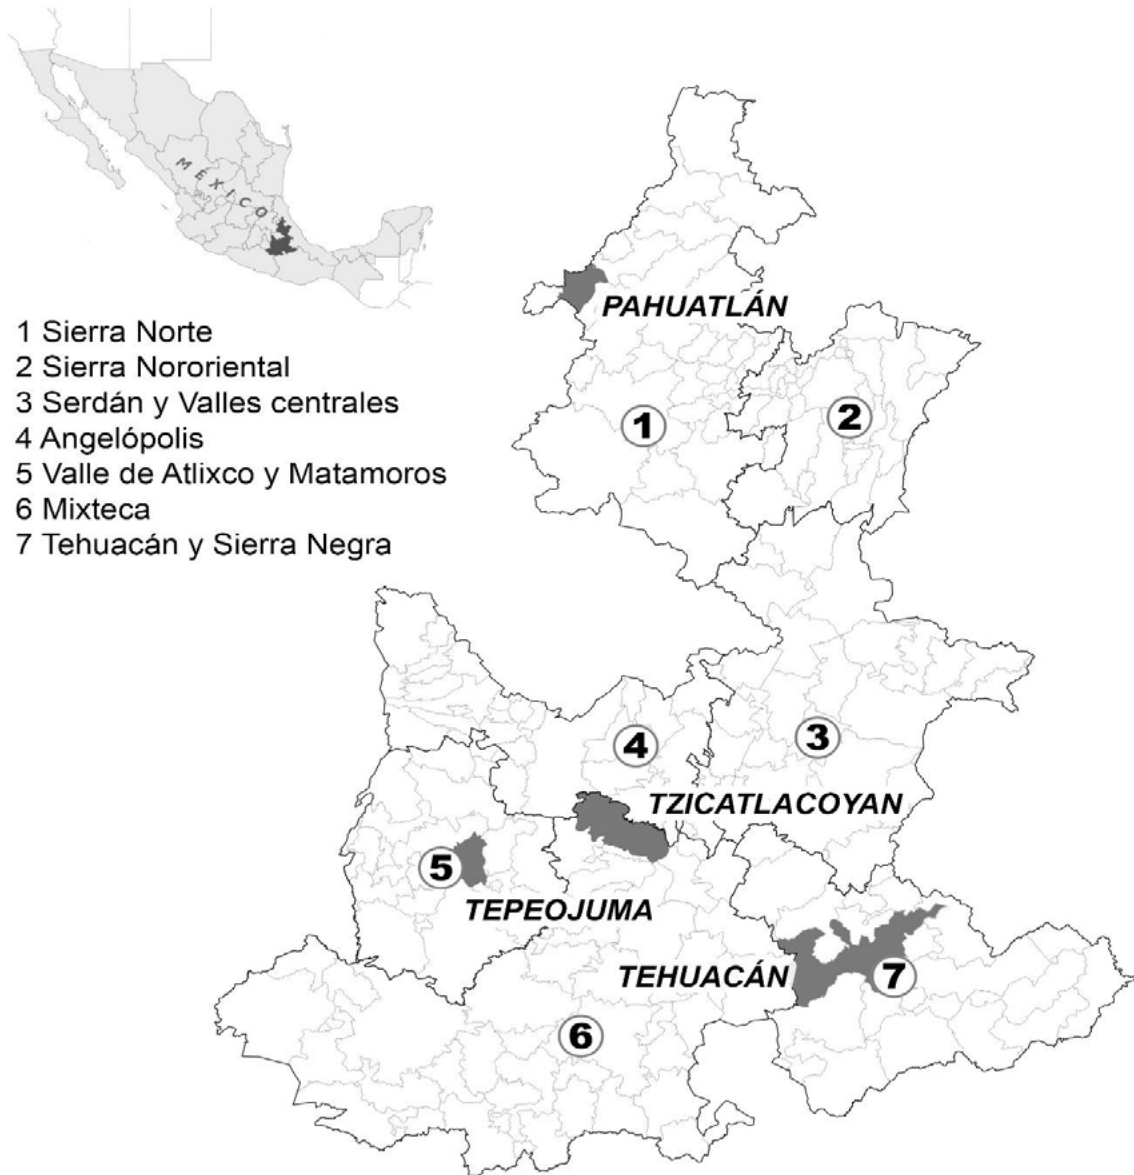 MÉXICO
1 Sierra Norte
2 Sierra Nororiental
3 Serdán y Valles centrales
4 Angelópolis
5 Valle de Atlixco y Matamoros
6 Mixteca
7 Tehuacán y Sierra Negra
PAHUATLÁN
1
2
3
4
TZICATLACOYAN
5
TEPEOJUMA
TEHUACÁN
7
6